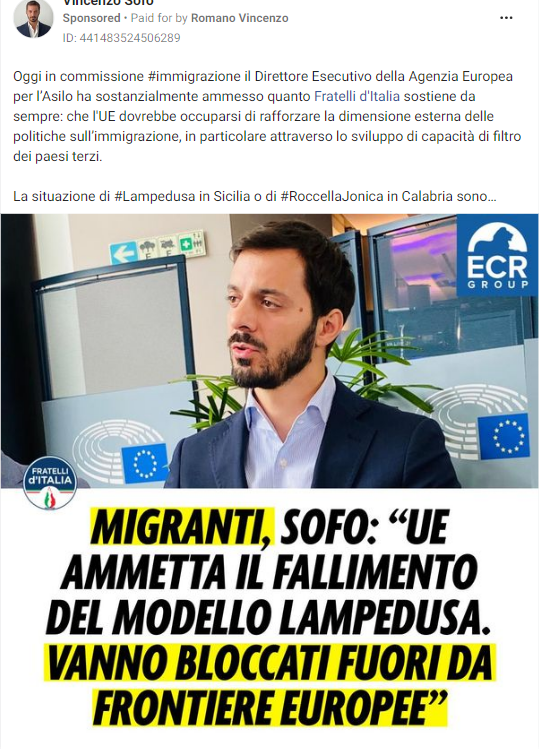 Vincenzo Sofo
Sponsored • Paid for by Romano Vincenzo
ID: 441483524506289
Oggi in commissione #immigrazione il Direttore Esecutivo della Agenzia Europea
per l’Asilo ha sostanzialmente ammesso quanto Fratelli d'Italia sostiene da
sempre: che l'UE dovrebbe occuparsi di rafforzare la dimensione esterna delle
politiche sull’immigrazione, in particolare attraverso lo sviluppo di capacità di filtro
dei paesi terzi.
La situazione di #Lampedusa in Sicilia o di #RoccellaJonica in Calabria sono...
ECR
GROUP
FRATELLI
d'ITALIA
MIGRANTI, SOFO: “UE
AMMETTA IL FALLIMENTO
DEL MODELLO LAMPEDUSA.
VANNO BLOCCATI FUORI DA
FRONTIERE EUROPEE”